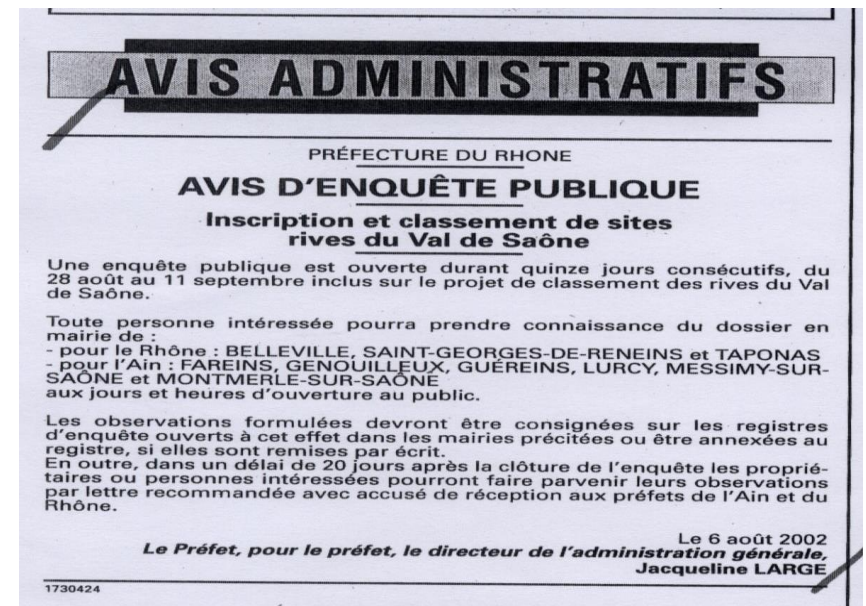 AVIS ADMINISTRATIFS
PRÉFECTURE DU RHONE
AVIS D'ENQUÊTE PUBLIQUE
Inscription et classement de sites
rives du Val de Saône
Une enquête publique est ouverte durant quinze jours consécutifs, du
28 août au 11 septembre inclus sur le projet de classement des rives du Val
de Saône.
Toute personne intéressée pourra prendre connaissance du dossier en
mairie de :
- pour le Rhône : BELLEVILLE, SAINT-GEORGES-DE-RENEINS et TAPONAS
- pour l'Ain : FAREINS, GENOUILLEUX, GUÉREINS, LURCY, MESSIMY-SUR-
SAÔNE et MONTMERLE-SUR-SAÔNE
aux jours et heures d'ouverture au public.
Les observations formulées devront être consignées sur les registres
d'enquête ouverts à cet effet dans les mairies précitées ou être annexées au
registre, si elles sont remises par écrit.
En outre, dans un délai de 20 jours après la clôture de l'enquête les proprié-
taires ou personnes intéressées pourront faire parvenir leurs observations
par lettre recommandée avec accusé de réception aux préfets de l'Ain et du
Rhône.
Le 6 août 2002
Le Préfet, pour le préfet, le directeur de l'administration générale,
Jacqueline LARGE
1730424